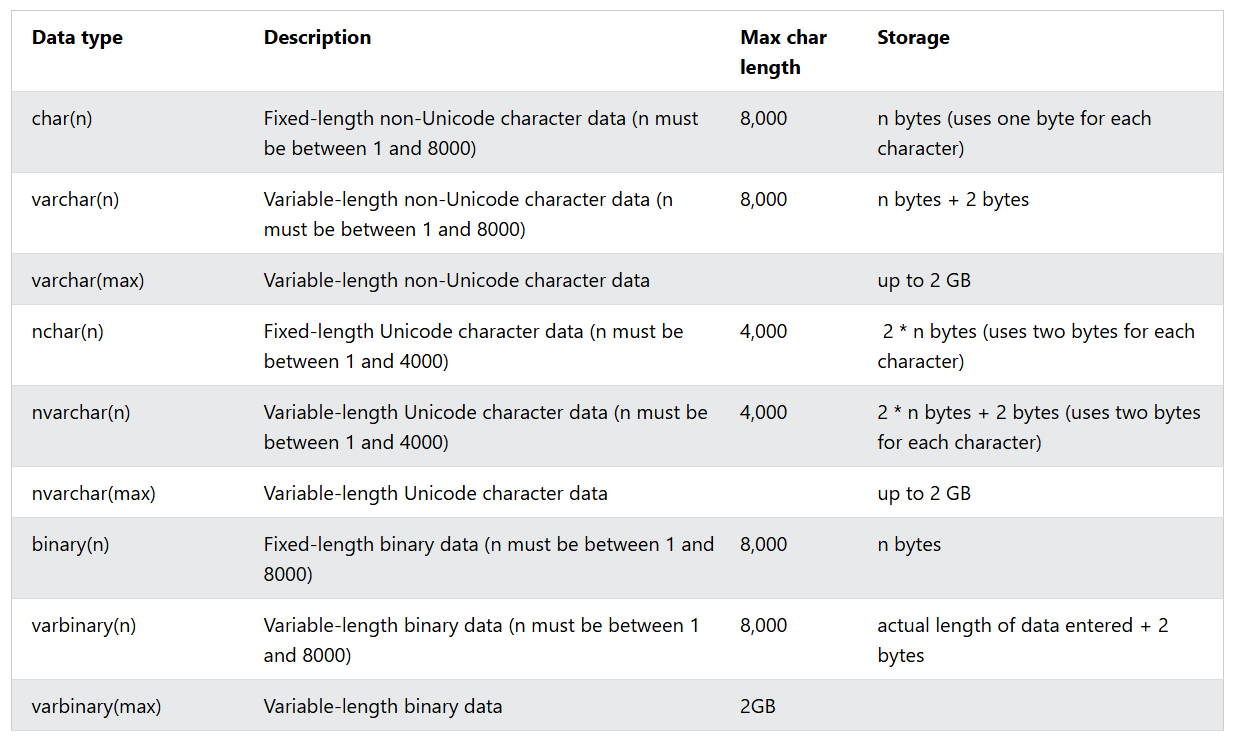 Data type Description Max char length Storage
char(n) Fixed-length non-Unicode character data (n must be between 1 and 8000) 8,000 n bytes (uses one byte for each character)
varchar(n) Variable-length non-Unicode character data (n must be between 1 and 8000) 8,000 n bytes + 2 bytes
varchar(max) Variable-length non-Unicode character data up to 2 GB
nchar(n) Fixed-length Unicode character data (n must be between 1 and 4000) 4,000 2 * n bytes (uses two bytes for each character)
nvarchar(n) Variable-length Unicode character data (n must be between 1 and 4000) 4,000 2 * n bytes + 2 bytes (uses two bytes for each character)
nvarchar(max) Variable-length Unicode character data up to 2 GB
binary(n) Fixed-length binary data (n must be between 1 and 8000) 8,000 n bytes
varbinary(n) Variable-length binary data (n must be between 1 and 8000) 8,000 actual length of data entered + 2 bytes
varbinary(max) Variable-length binary data 2GB